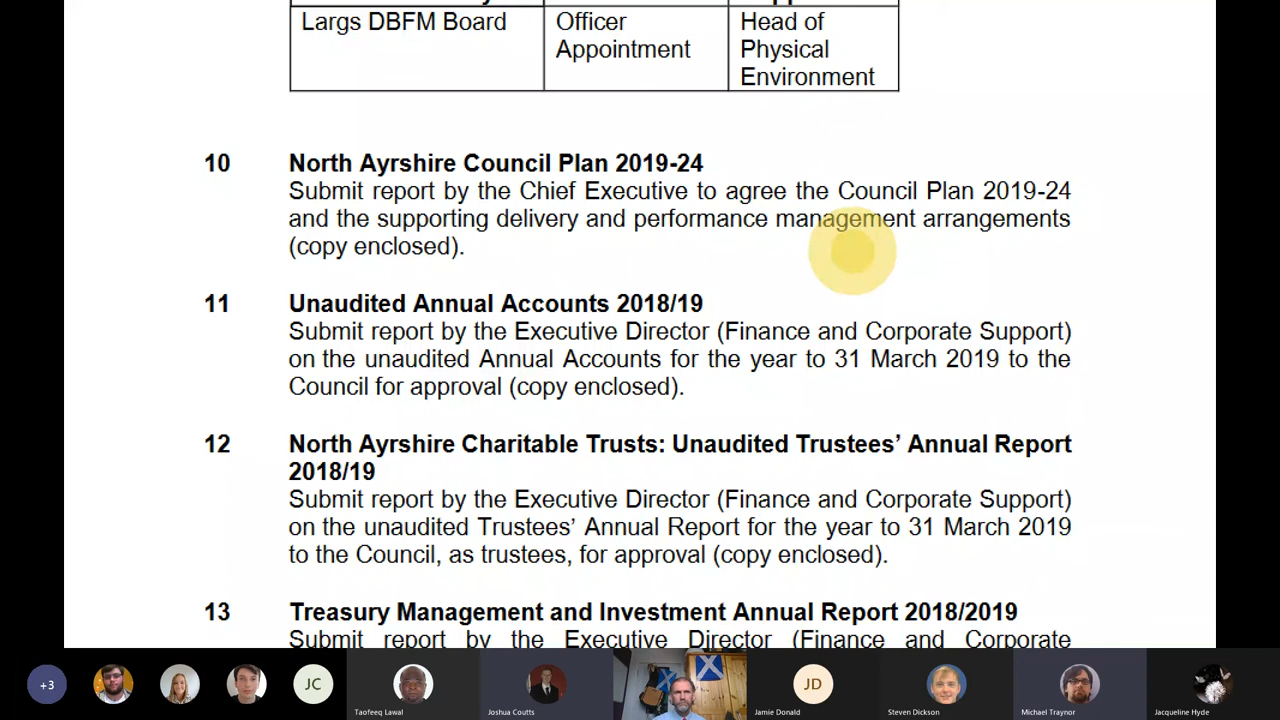 Largs DBFM Board
Officer
Appointment
Head of
Physical
Environment
10 North Ayrshire Council Plan 2019-24
Submit report by the Chief Executive to agree the Council Plan 2019-24
and the supporting delivery and performance management arrangements
(copy enclosed).
11 Unaudited Annual Accounts 2018/19
Submit report by the Executive Director (Finance and Corporate Support)
on the unaudited Annual Accounts for the year to 31 March 2019 to the
Council for approval (copy enclosed).
12 North Ayrshire Charitable Trusts: Unaudited Trustees’ Annual Report
2018/19
Submit report by the Executive Director (Finance and Corporate Support)
on the unaudited Trustees’ Annual Report for the year to 31 March 2019
to the Council, as trustees, for approval (copy enclosed).
13 Treasury Management and Investment Annual Report 2018/2019
Submit report by the Executive Director (Finance and Corporate
+3
JC
Taofeeq Lawal
Joshua Coutts
JD
Jamie Donald
Steven Dickson
Michael Traynor
Jacqueline Hyde